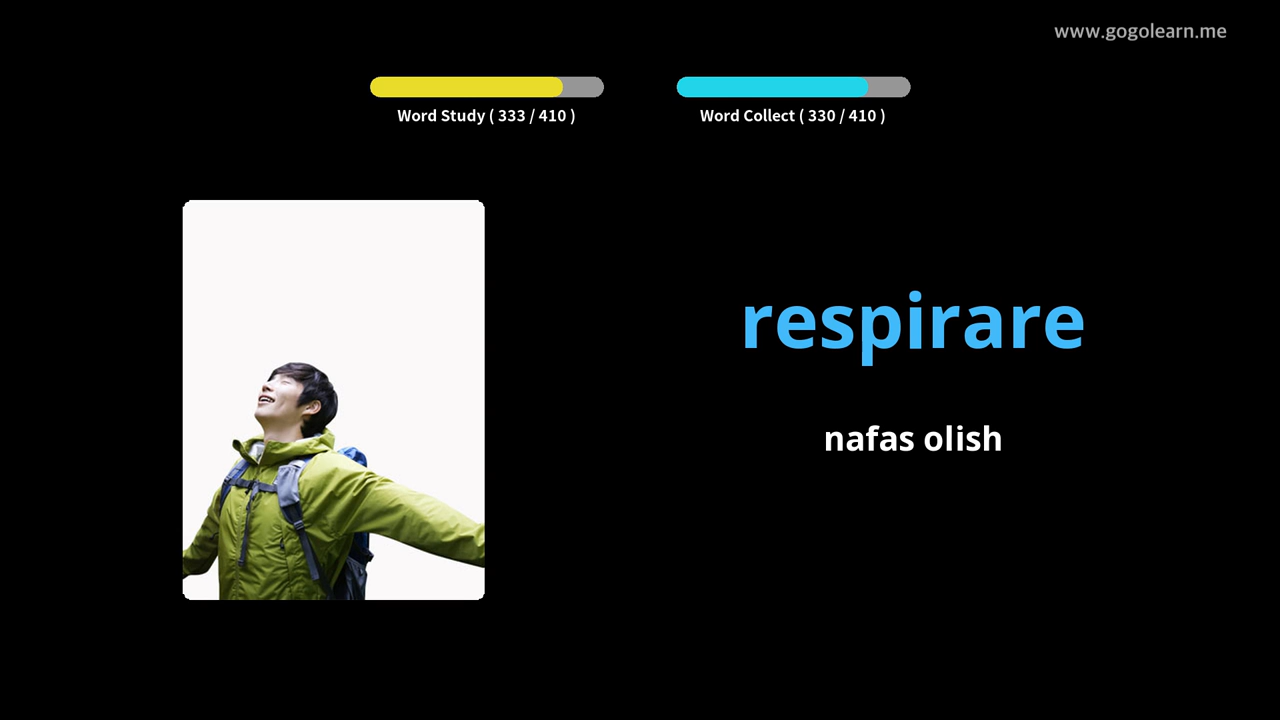 www.gogolearn.me
Word Study ( 333 / 410 )
Word Collect ( 330 / 410 )
respirare
nafas olish